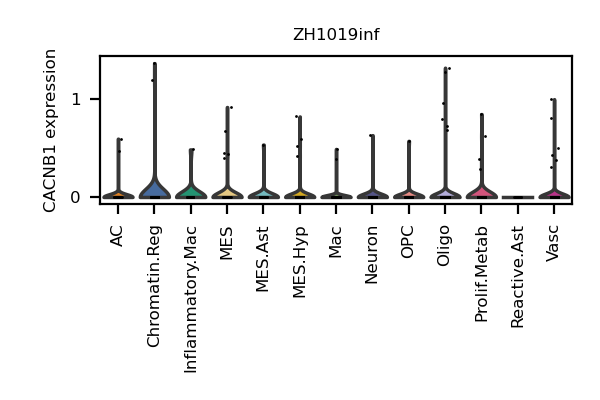 ZH1019inf
CACNB1 expression
1
0
AC
Chromatin.Reg
Inflammatory.Mac
MES
MES.Ast
MES.Hyp
Mac
Neuron
OPC
Oligo
Prolif.Metab
Reactive.Ast
Vasc